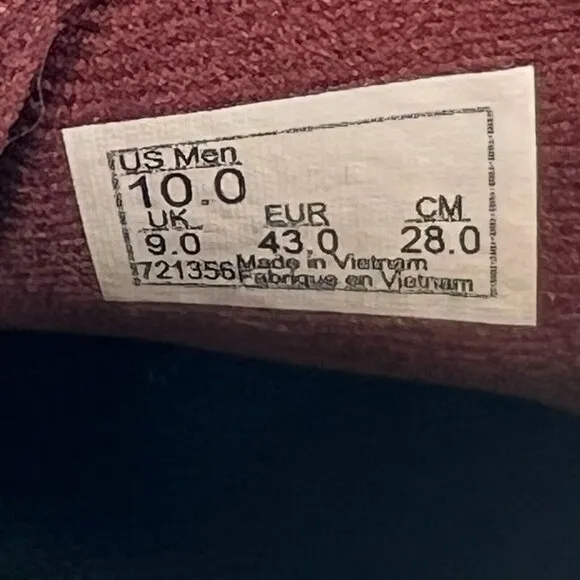 US Men
10.0
UK EUR CM
9.0 43.0 28.0
721356 Made in Vietnam
Fabrique en Vietnam